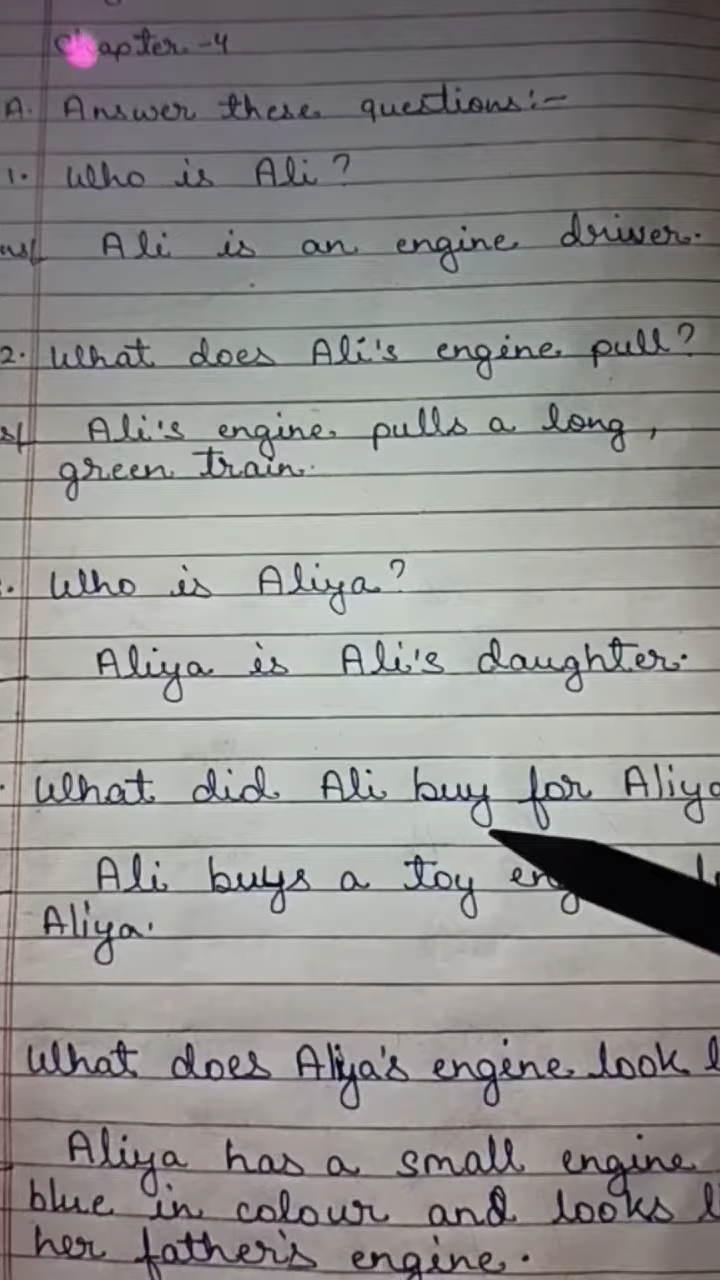 Chapter-4
A. Answer these questions:-
1. Who is Ali?
Ali is an engine driver.
2. What does Ali's engine pull?
Ali's engine pulls a long,
green train.
Who is Aliya?
Aliya is Ali's daughter.
What did Ali buy for
Ali buys a toy
Aliya.
What does Aliya's engine look
Aliya has a small engine
blue in colour and looks
her father's engine.